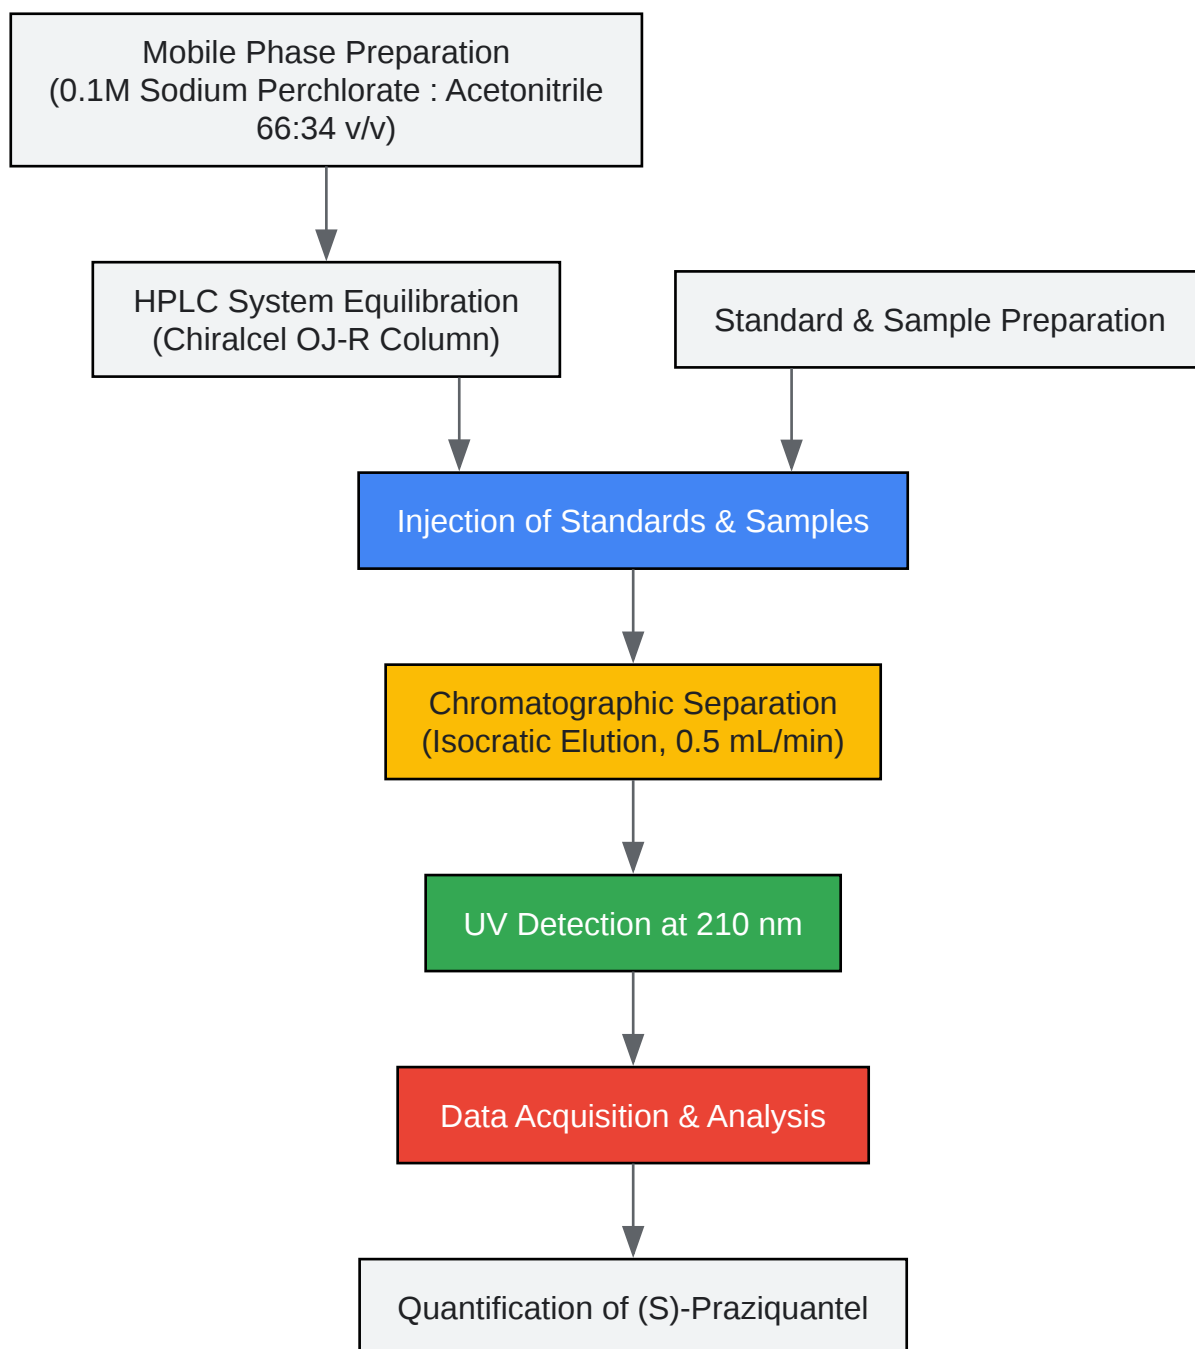 Mobile Phase Preparation
(0.1M Sodium Perchlorate : Acetonitrile
66:34 v/v)
HPLC System Equilibration
(Chiralcel OJ-R Column)
Standard & Sample Preparation
Injection of Standards & Samples
Chromatographic Separation
(Isocratic Elution, 0.5 mL/min)
UV Detection at 210 nm
Data Acquisition & Analysis
Quantification of (S)-Praziquantel